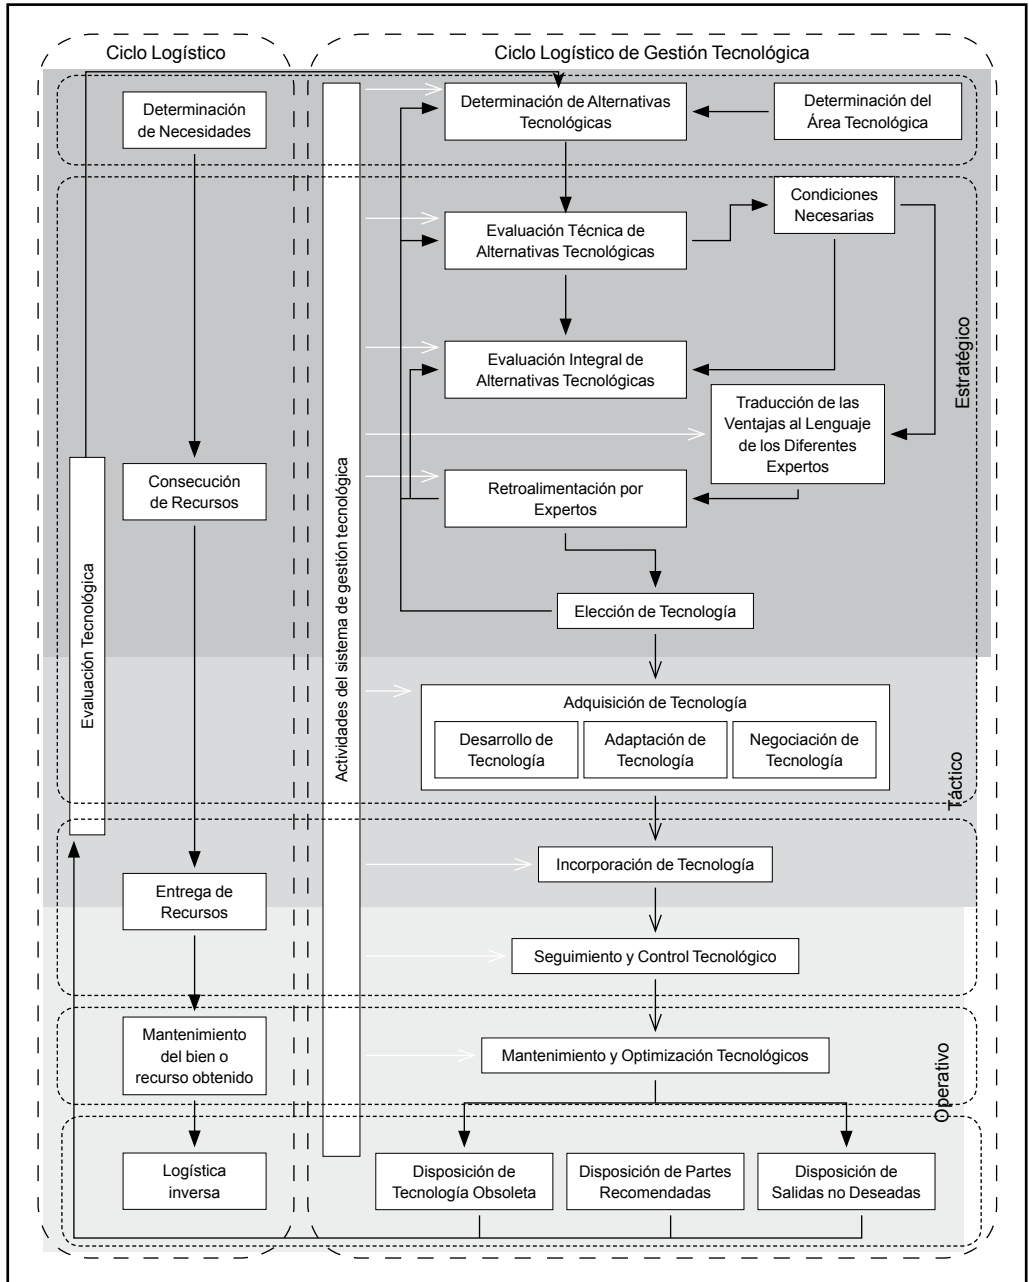 Ciclo Logístico
Ciclo Logístico de Gestión Tecnológica
Determinación
de Necesidades
Determinación de Alternativas
Tecnológicas
Determinación del
Área Tecnológica
Condiciones
Necesarias
Evaluación Técnica de
Alternativas Tecnológicas
Evaluación Integral de
Alternativas Tecnológicas
Estratégico
Traducción de las
Ventajas al Lenguaje
de los Diferentes
Expertos
Consecución
de Recursos
Retroalimentación por
Expertos
Evaluación Tecnológica
Actividades del sistema de gestión tecnológica
Elección de Tecnología
Adquisición de Tecnología
Desarrollo de
Tecnología
Adaptación de
Tecnología
Negociación de
Tecnología
Táctico
Incorporación de Tecnología
Entrega de
Recursos
Seguimiento y Control Tecnológico
Mantenimiento
del bien o
recurso obtenido
Mantenimiento y Optimización Tecnológicos
Operativo
Logística
inversa
Disposición de
Tecnología Obsoleta
Disposición de Partes
Recomendadas
Disposición de
Salidas no Deseadas